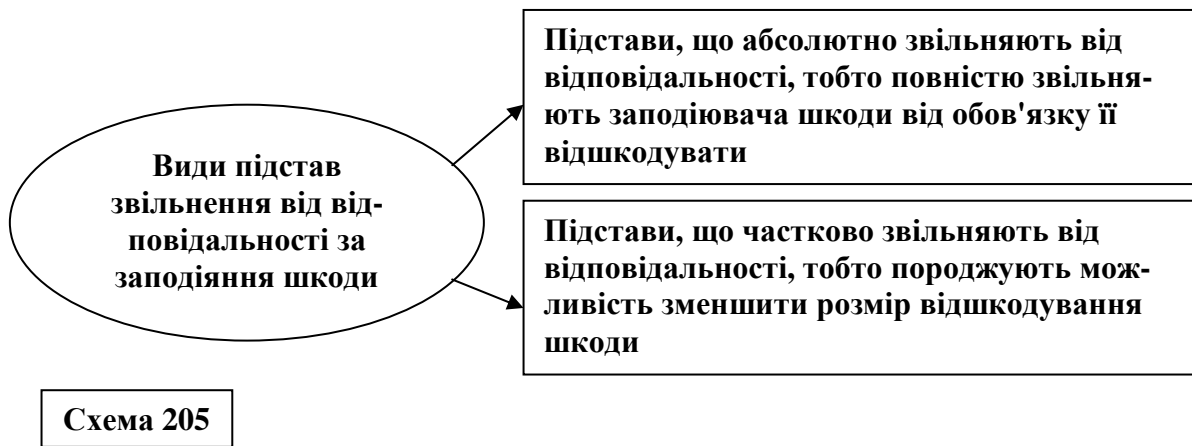 Види підстав
звільнення від від-
повідальності за
заподіяння шкоди
Підстави, що абсолютно звільняють від
відповідальності, тобто повністю звільня-
ють заподіювача шкоди від обов'язку її
відшкодувати
Підстави, що частково звільняють від
відповідальності, тобто породжують мож-
ливість зменшити розмір відшкодування
шкоди
Схема 205